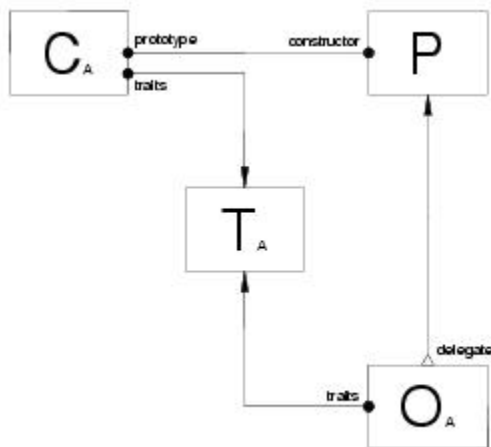 C A
prototype
constructor
P
traits
T A
delegate
traits
O A